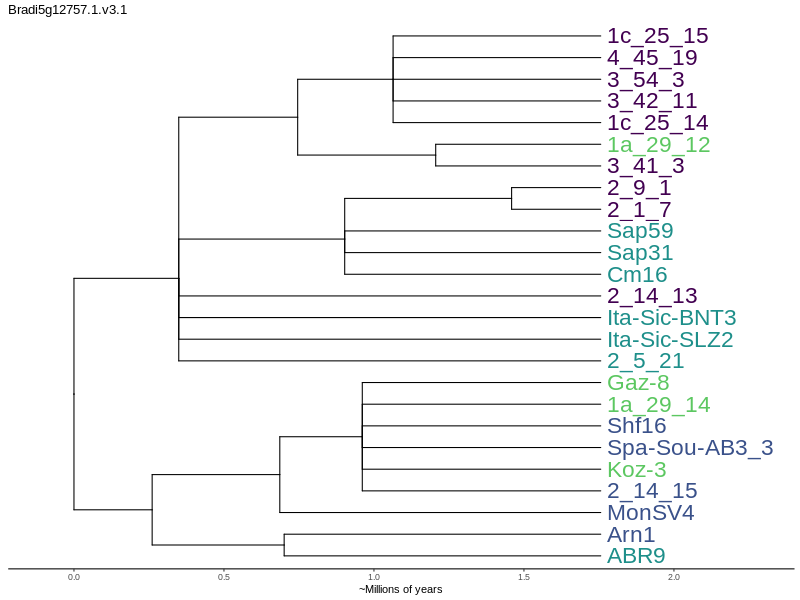 Bradi5g12757.1.v3.1
1c_25_15
4_45_19
3_54_3
3_42_11
1c_25_14
1a_29_12
3_41_3
2_9_1
2_1_7
Sap59
Sap31
Cm16
2_14_13
Ita-Sic-BNT3
Ita-Sic-SLZ2
2_5_21
Gaz-8
1a_29_14
Shf16
Spa-Sou-AB3_3
Koz-3
2_14_15
MonSV4
Arn1
ABR9
0.0 0.5 1.0 1.5 2.0
~Millions of years